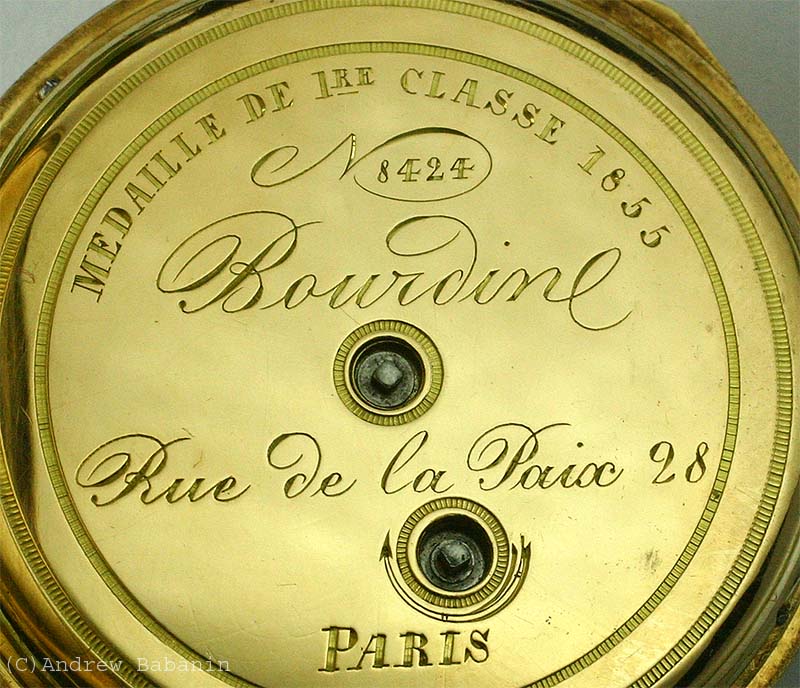 MEDAILLE DE 1RE CLASSE 1855
N 8424
Bourdin
Rue de la Paix 28
PARIS
(C)Andrew Babanin